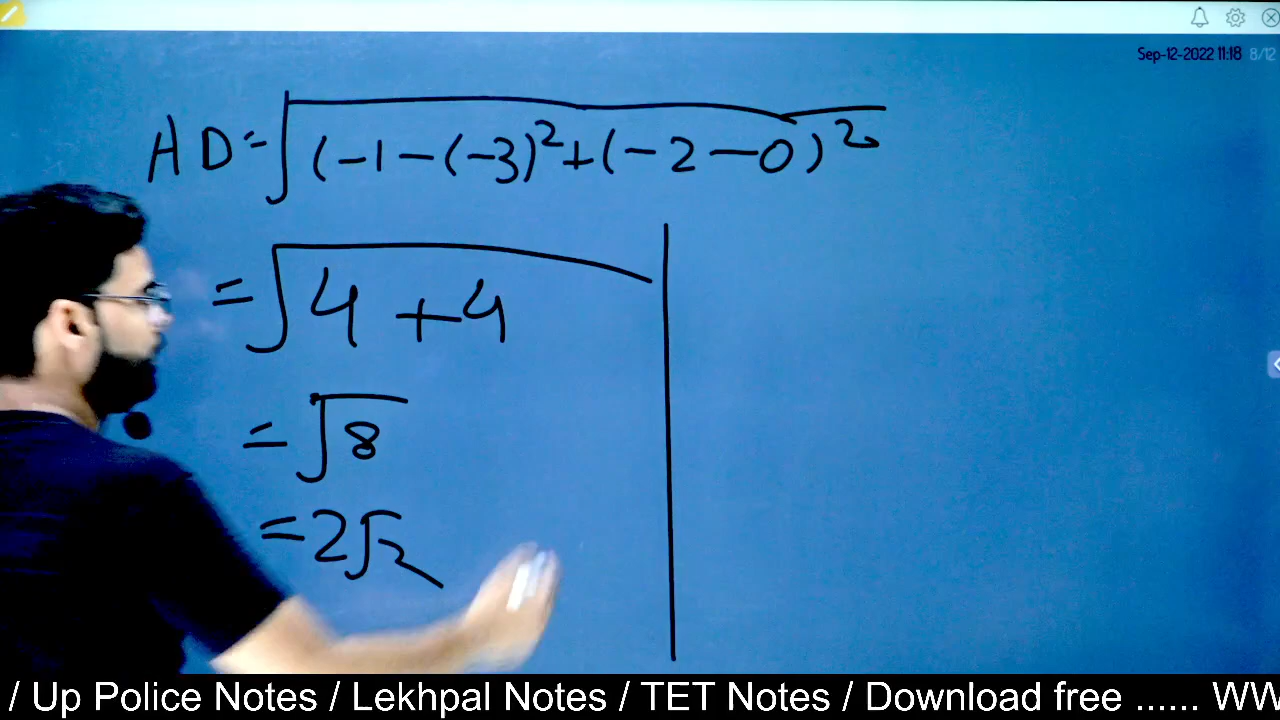 Sep-12-2022 11:18 8/12
AD=√(-1-(-3)²+(-2-0)²
=√4+4
=√8
=2√2
/ Up Police Notes / Lekhpal Notes / TET Notes / Download free ...... WW